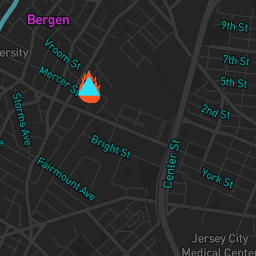 Bergen
9th St
ersity
Vroom St
7th St
Mercer St
5th St
Storms Ave
2nd St
Bright St
Center St
Fairmount Ave
York St
Jersey City
Medical Center